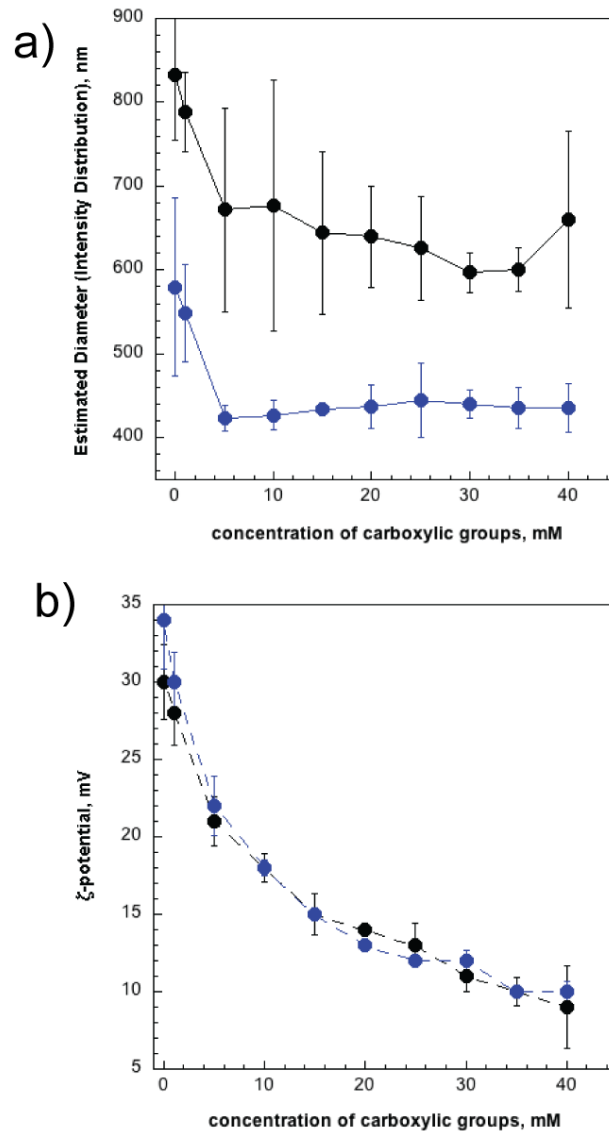 a)
Estimated Diameter (Intensity Distribution), nm
900
800
700
600
500
400
0 10 20 30 40
concentration of carboxylic groups, mM
b)
ζ-potential, mV
35
30
25
20
15
10
5
0 10 20 30 40
concentration of carboxylic groups, mM